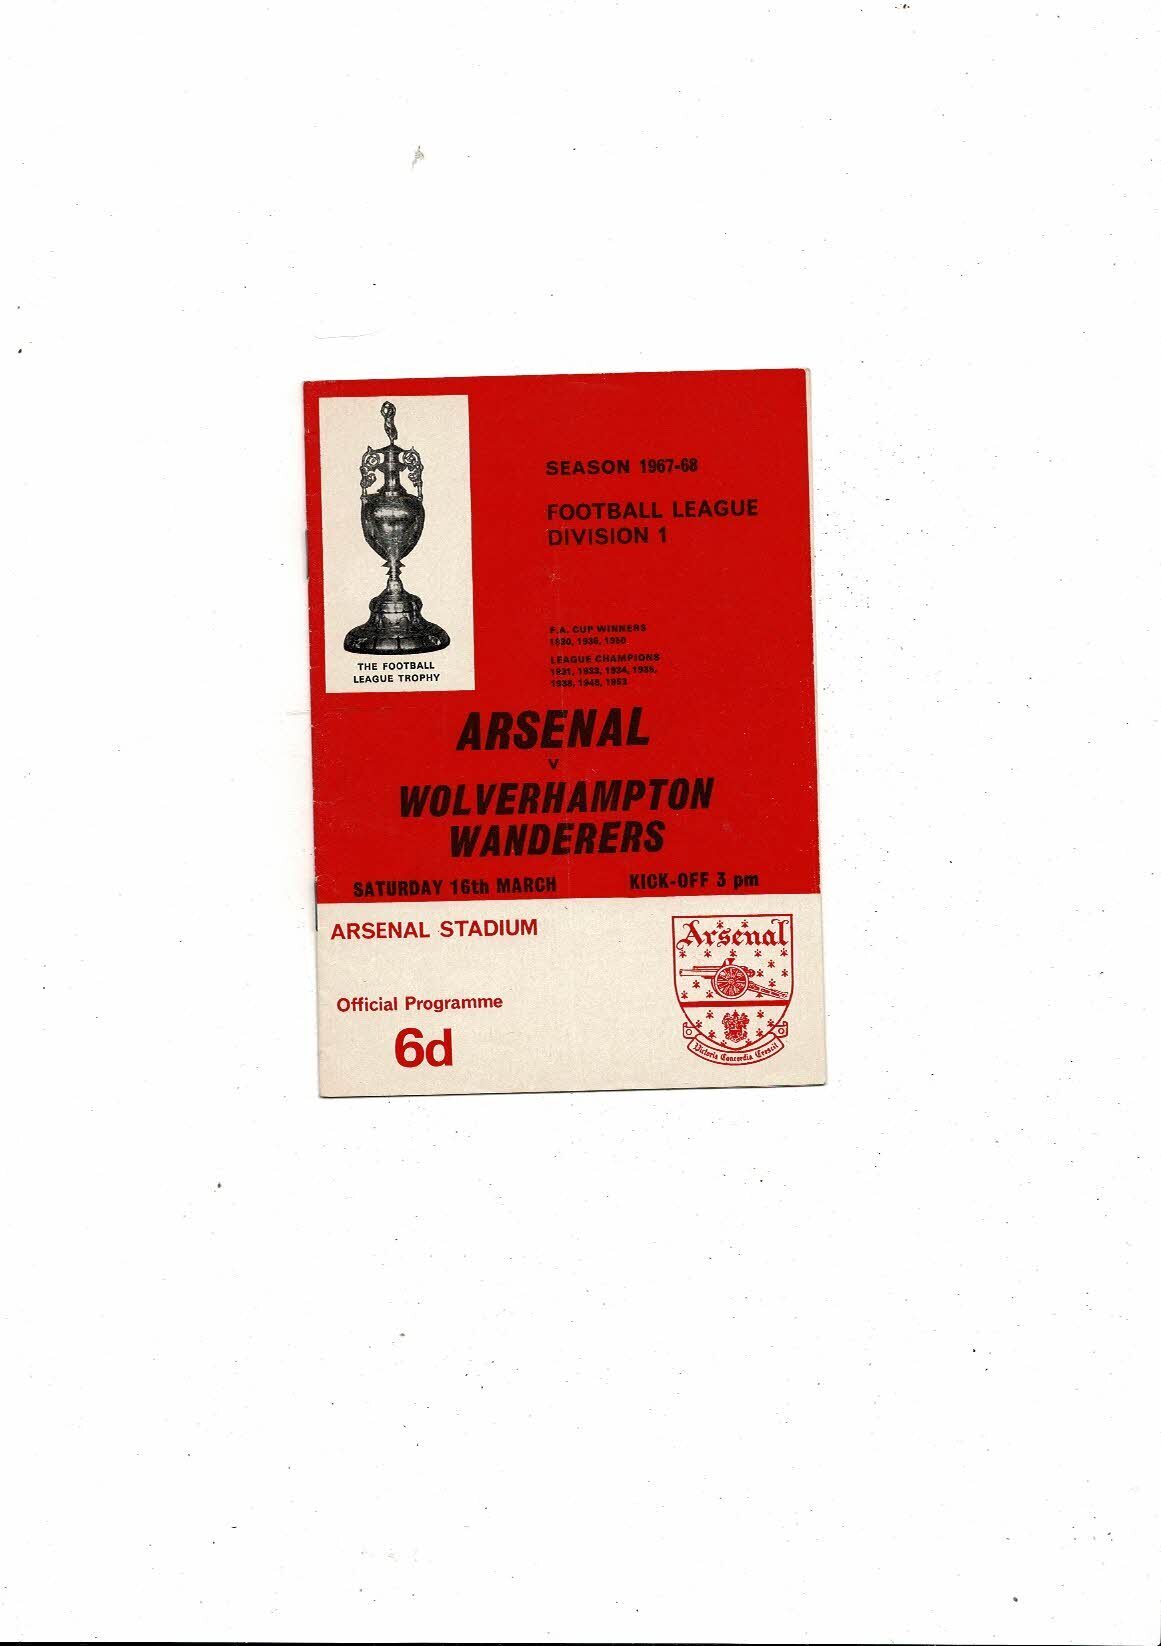 SEASON 1967-68
FOOTBALL LEAGUE
DIVISION 1
F.A. CUP WINNERS
1930, 1936, 1950
LEAGUE CHAMPIONS
1931, 1933, 1934, 1935,
1938, 1948, 1953
THE FOOTBALL
LEAGUE TROPHY
ARSENAL
v
WOLVERHAMPTON
WANDERERS
SATURDAY 16th MARCH KICK-OFF 3 pm
ARSENAL STADIUM
Official Programme
6d
Arsenal
Victoria Concordia Crescit